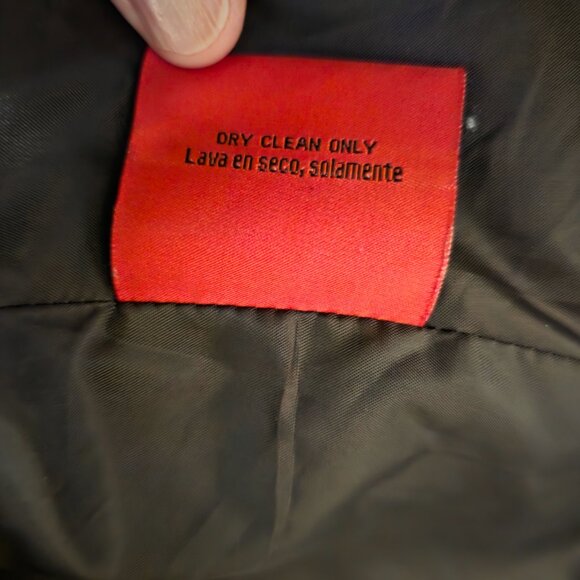 DRY CLEAN ONLY
Lava en seco, solamente